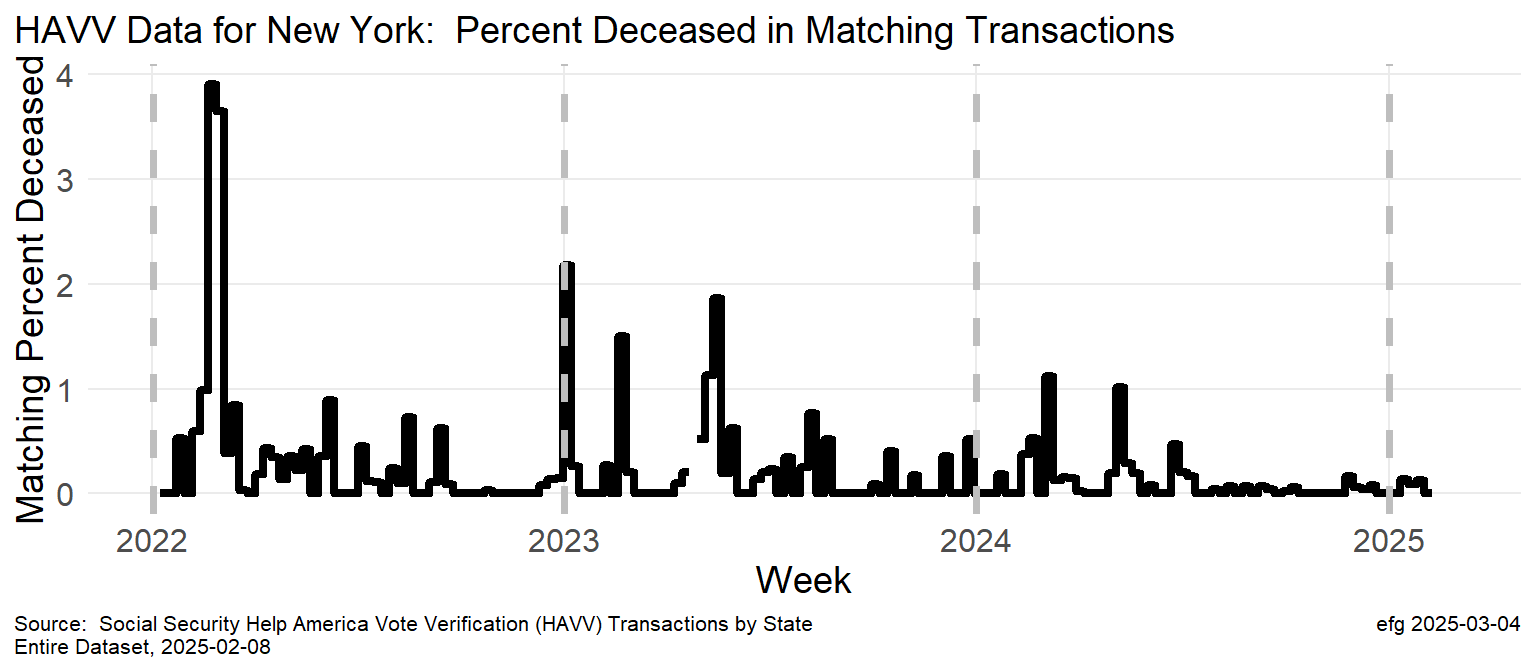 HAVV Data for New York:  Percent Deceased in Matching Transactions
Matching Percent Deceased
4
3
2
1
0
2022 2023 2024 2025
Week
Source:  Social Security Help America Vote Verification (HAVV) Transactions by State
Entire Dataset, 2025-02-08
efg 2025-03-04